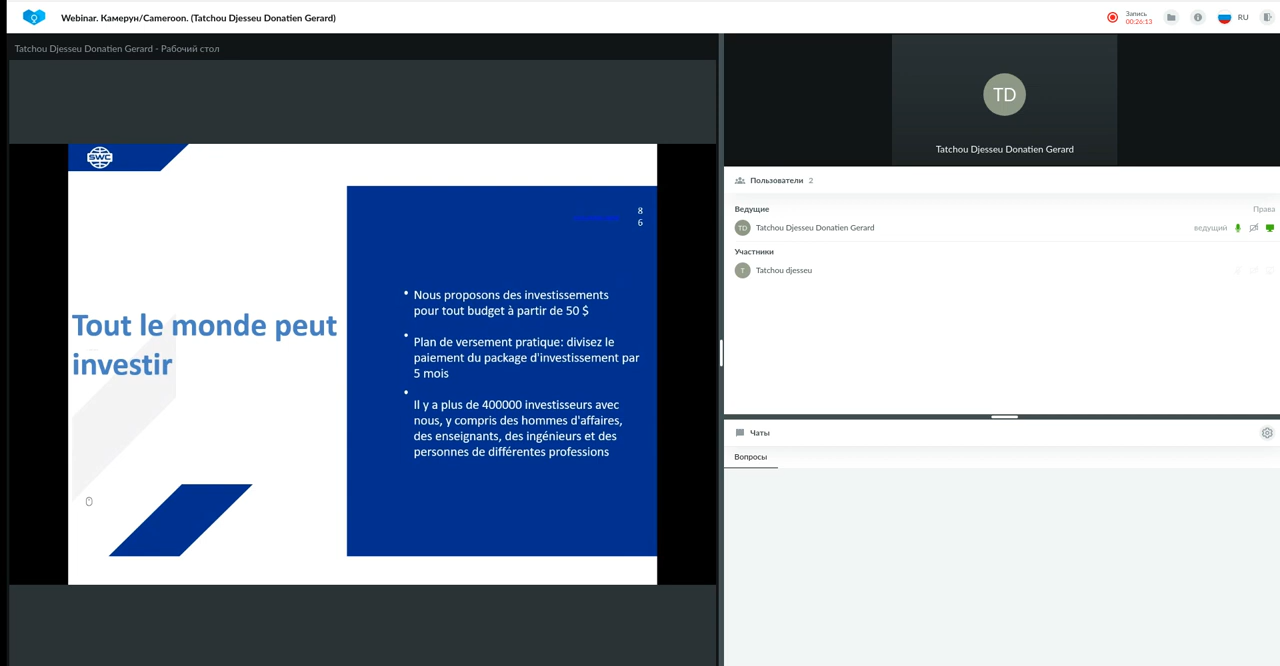 Webinar. Камерун/Cameroon. (Tatchou Djesseu Donatien Gerard)
Запись
00:26:13
RU
Tatchou Djesseu Donatien Gerard - Рабочий стол
SWC
8
6
Tout le monde peut
investir
• Nous proposons des investissements
pour tout budget à partir de 50 $
• Plan de versement pratique: divisez le
paiement du package d'investissement par
5 mois
• Il y a plus de 400000 investisseurs avec
nous, y compris des hommes d'affaires,
des enseignants, des ingénieurs et des
personnes de différentes professions
TD
Tatchou Djesseu Donatien Gerard
Пользователи 2
Ведущие
Права
TD Tatchou Djesseu Donatien Gerard ведущий
Участники
T Tatchou djesseu
Чаты
Вопросы